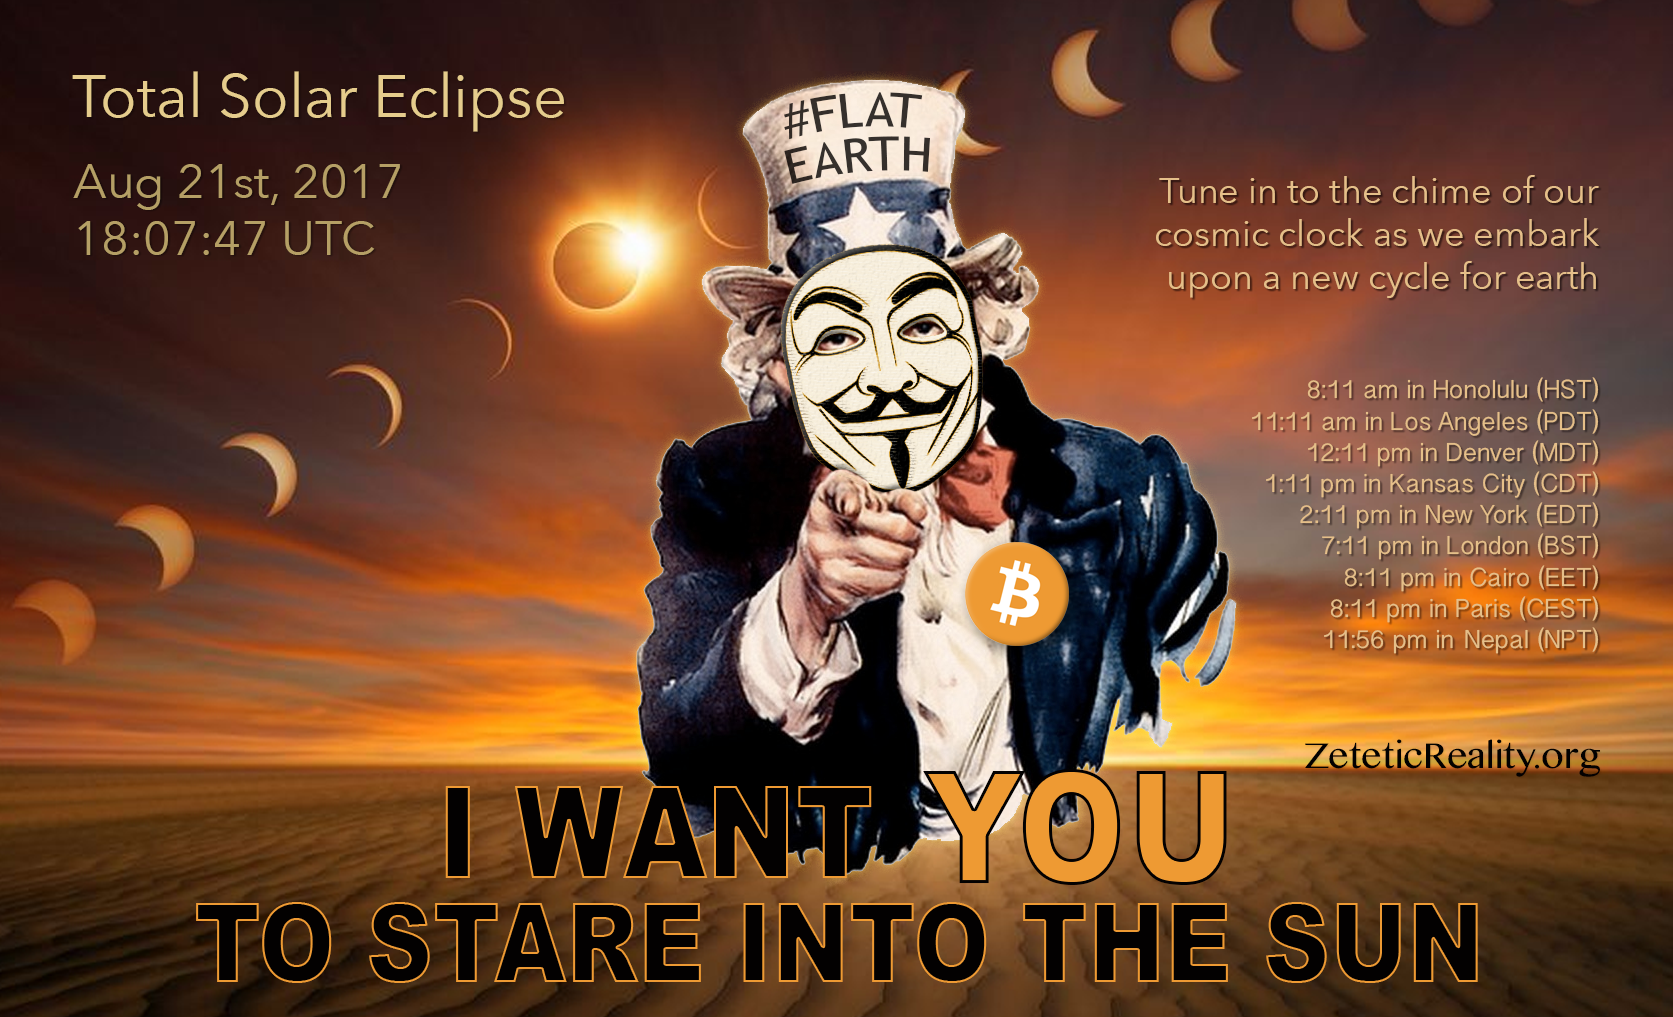 Total Solar Eclipse
Aug 21st, 2017
18:07:47 UTC
#FLAT
EARTH
Tune in to the chime of our
cosmic clock as we embark
upon a new cycle for earth
8:11 am in Honolulu (HST)
11:11 am in Los Angeles (PDT)
12:11 pm in Denver (MDT)
1:11 pm in Kansas City (CDT)
2:11 pm in New York (EDT)
7:11 pm in London (BST)
8:11 pm in Cairo (EET)
8:11 pm in Paris (CEST)
11:56 pm in Nepal (NPT)
ZeteticReality.org
I WANT YOU
TO STARE INTO THE SUN